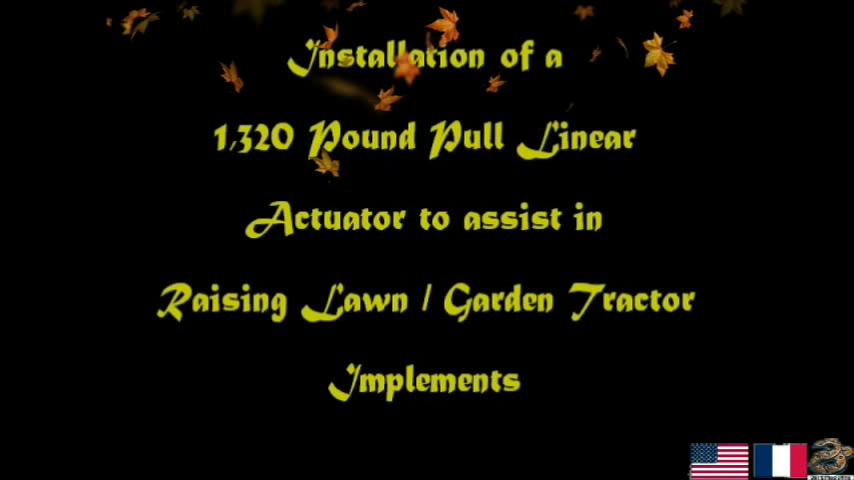 Installation of a
1,320 Pound Pull Linear
Actuator to assist in
Raising Lawn / Garden Tractor
Implements